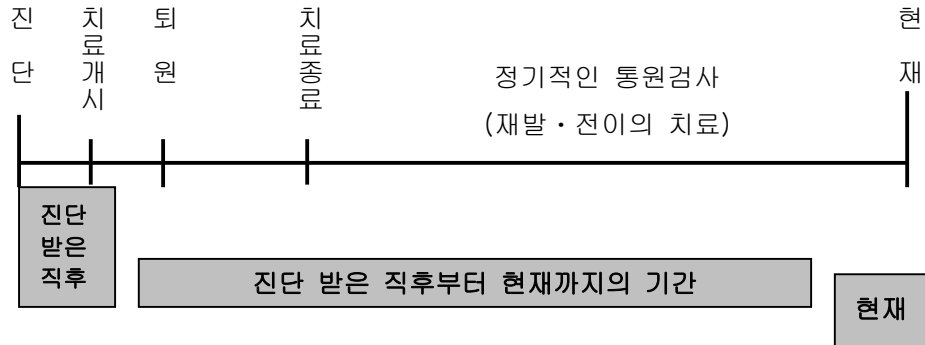 진단
치료개시
퇴원
치료종료
현재
정기적인 통원검사
(재발・전이의 치료)
진단
받은
직후
진단 받은 직후부터 현재까지의 기간
현재